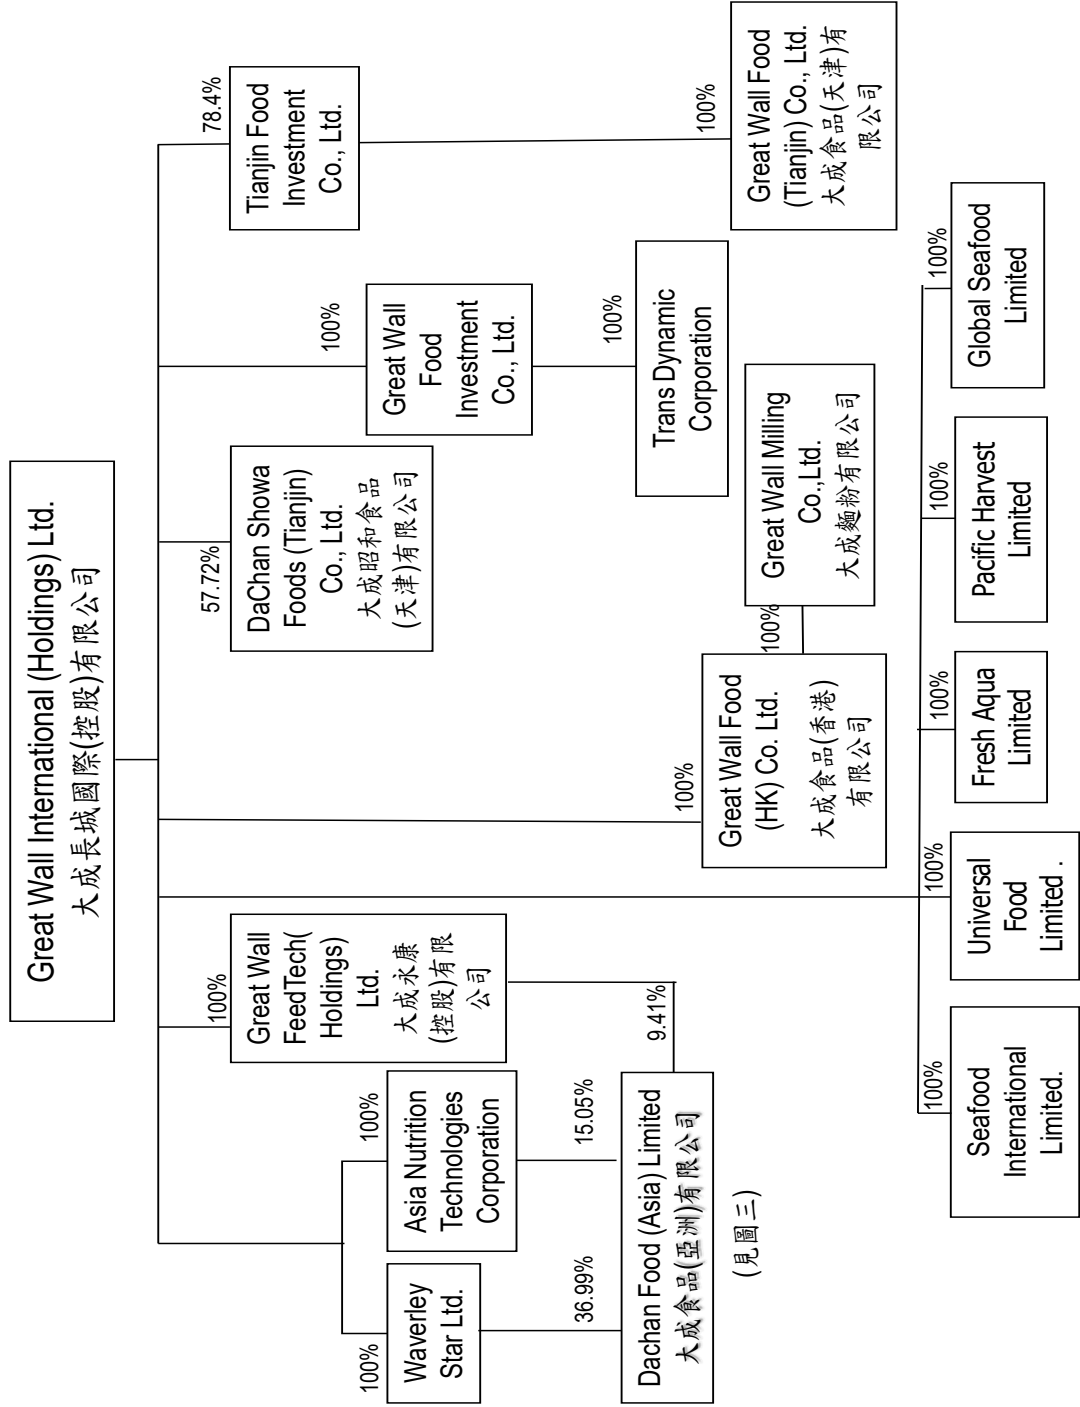 Great Wall International (Holdings) Ltd.
大成長城國際(控股)有限公司
100%
Waverley
Star Ltd.
100%
Asia Nutrition
Technologies
Corporation
100%
Great Wall
FeedTech(
Holdings)
Ltd.
大成永康
(控股)有限
公司
57.72%
DaChan Showa
Foods (Tianjin)
Co., Ltd.
大成昭和食品
(天津)有限公司
100%
Great Wall
Food
Investment
Co., Ltd.
78.4%
Tianjin Food
Investment
Co., Ltd.
36.99%
15.05%
9.41%
Dachan Food (Asia) Limited
大成食品(亞洲)有限公司
(見圖三)
100%
Great Wall Food
(HK) Co. Ltd.
大成食品(香港)
有限公司
100%
Great Wall Milling
Co.,Ltd.
大成麵粉有限公司
100%
Trans Dynamic
Corporation
100%
Great Wall Food
(Tianjin) Co., Ltd.
大成食品(天津)有
限公司
100%
Seafood
International
Limited.
100%
Universal
Food
Limited .
100%
Fresh Aqua
Limited
100%
Pacific Harvest
Limited
100%
Global Seafood
Limited